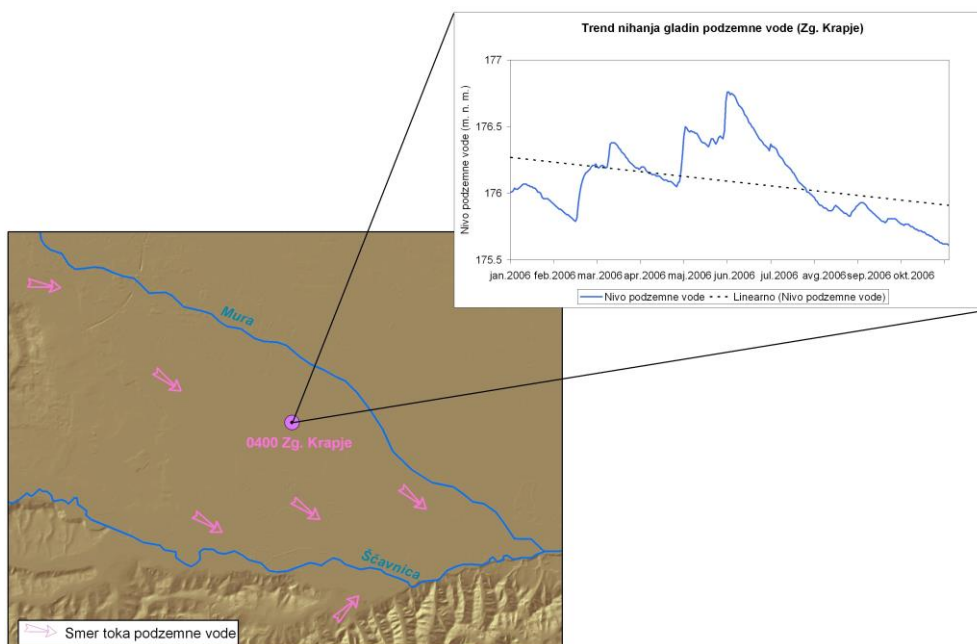 Trend nihanja gladin podzemne vode (Zg. Krapje)
Nivo podzemne vode (m. n. m.)
177
176.5
176
175.5
jan.2006 feb.2006 mar.2006 apr.2006 maj.2006 jun.2006 jul.2006 avg.2006 sep.2006 okt.2006
Nivo podzemne vode Linearno (Nivo podzemne vode)
Mura
0400 Zg. Krapje
Ščavnica
Smer toka podzemne vode